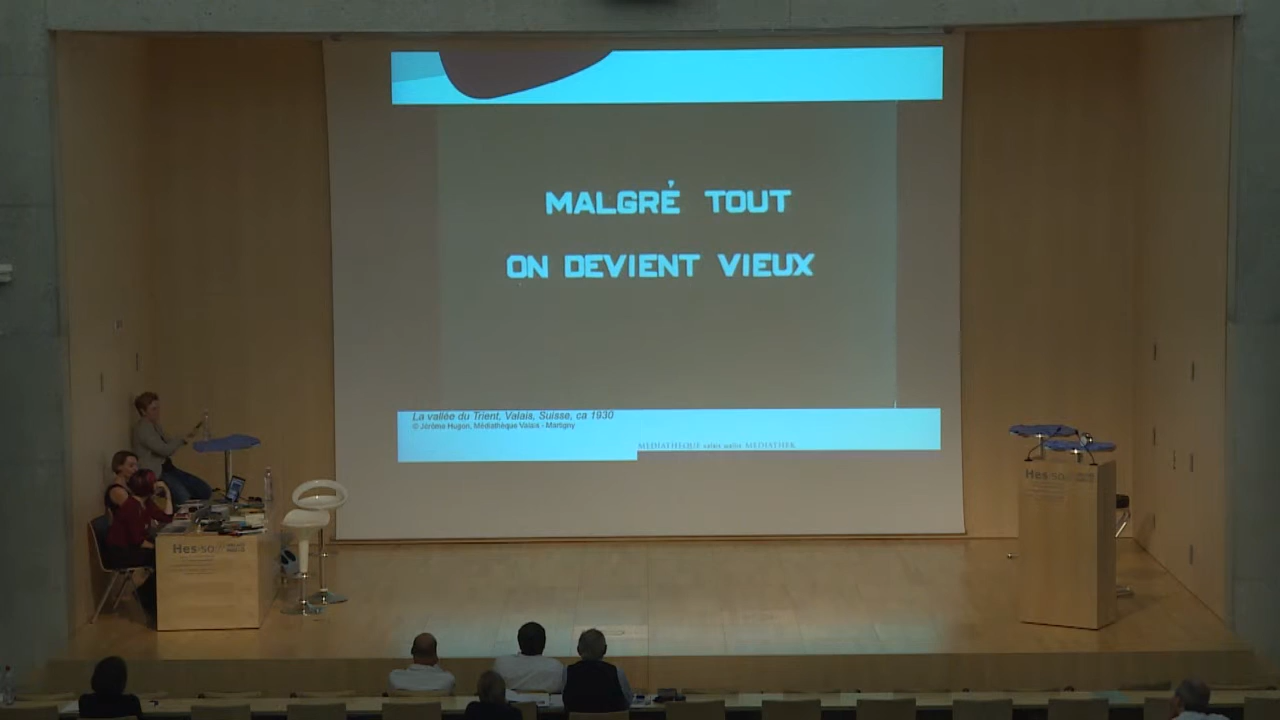 MALGRÉ TOUT
ON DEVIENT VIEUX
La vallée du Trient, Valais, Suisse, ca 1930
© Jérôme Hugon, Médiathèque Valais - Martigny
MEDIATHEQUE valais wallis MEDIATHEK
Hes·so
Hes·so